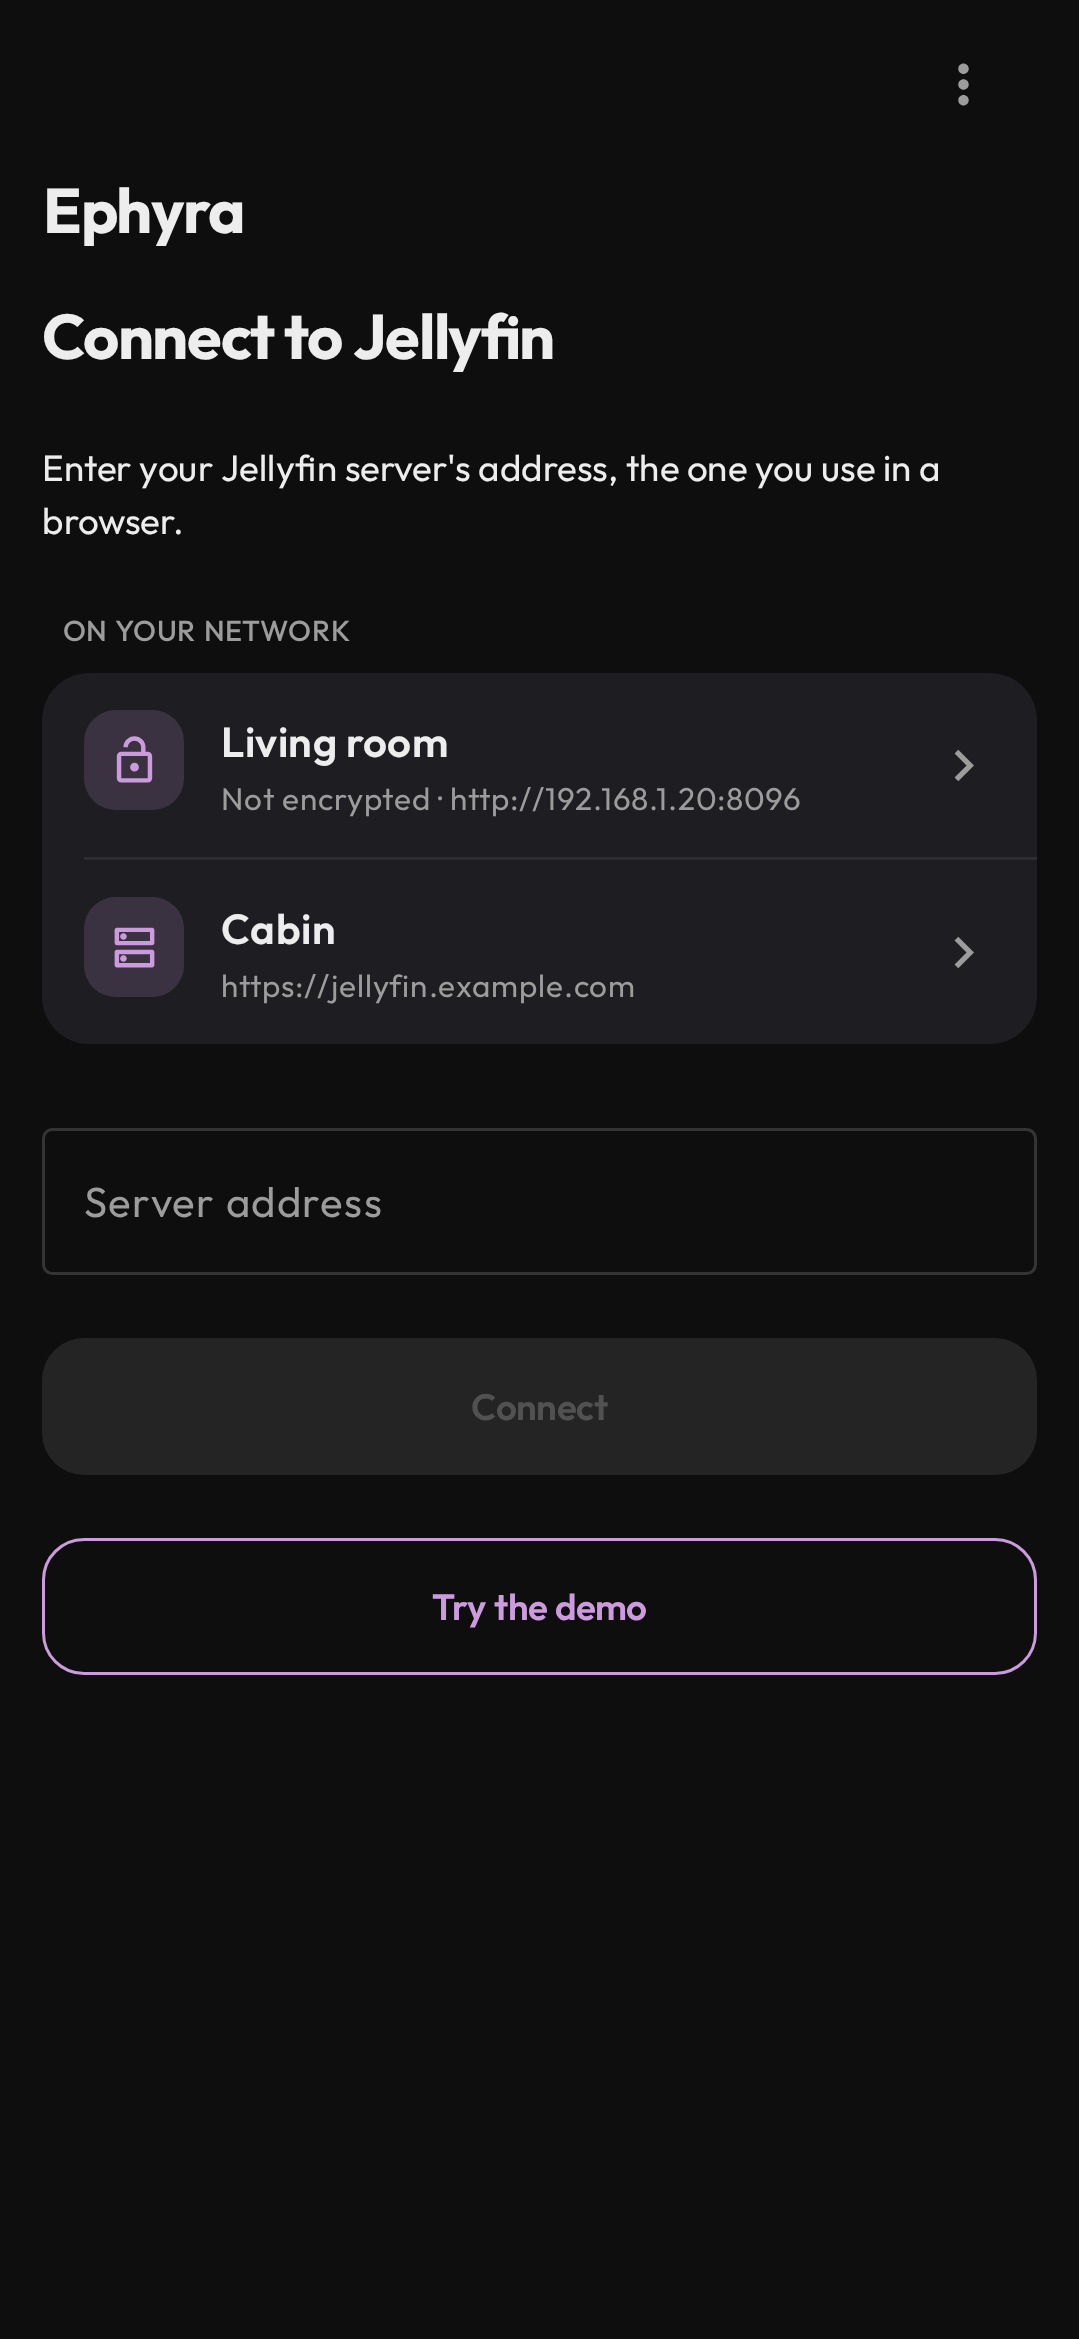 Ephyra
Connect to Jellyfin
Enter your Jellyfin server's address, the one you use in a
browser.
ON YOUR NETWORK
Living room
Not encrypted · http://192.168.1.20:8096
Cabin
https://jellyfin.example.com
Server address
Connect
Try the demo